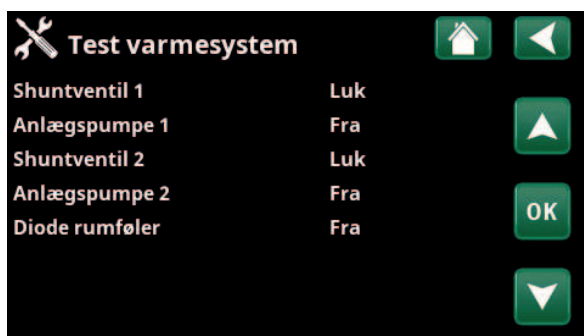 Test varmesystem
Shuntventil 1 Luk
Anlægspumpe 1 Fra
Shuntventil 2 Luk
Anlægspumpe 2 Fra
Diode rumføler Fra
OK